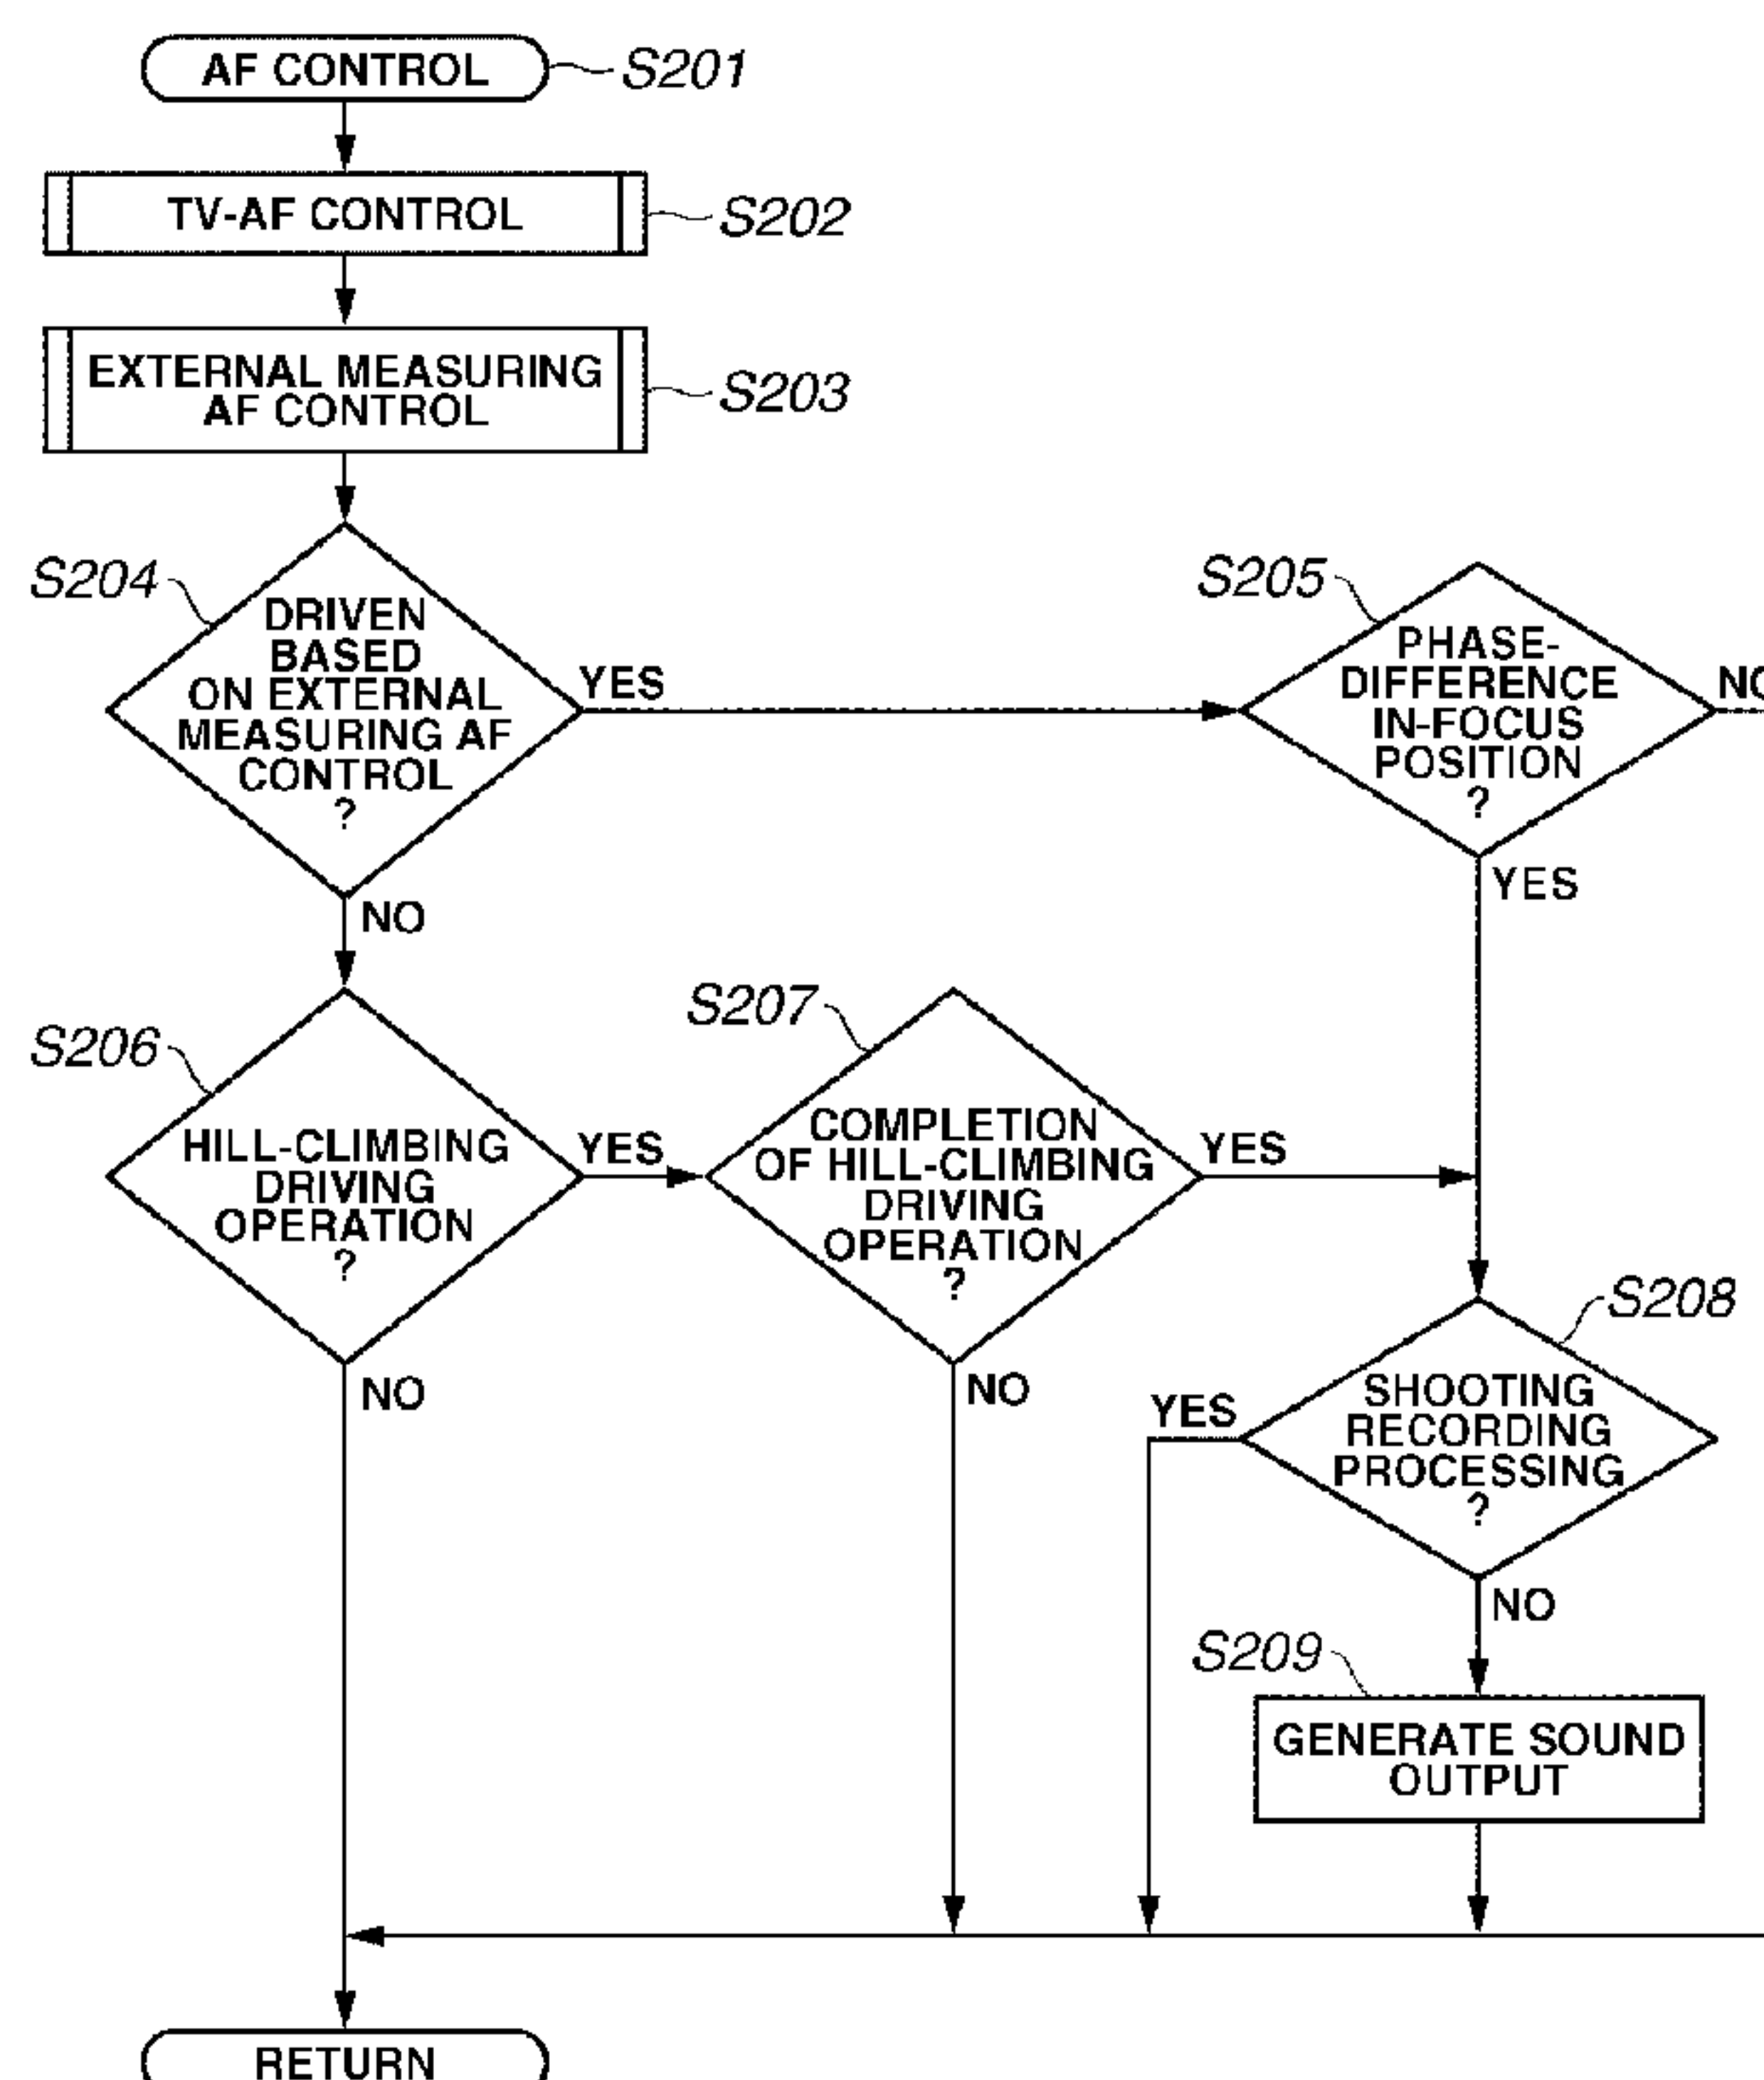 AF CONTROL
S201
TV-AF CONTROL
S202
EXTERNAL MEASURING
AF CONTROL
S203
S204
DRIVEN
BASED
ON EXTERNAL
MEASURING AF
CONTROL
?
YES
NO
S205
PHASE-
DIFFERENCE
IN-FOCUS
POSITION
?
NO
YES
S206
HILL-CLIMBING
DRIVING
OPERATION
?
YES
NO
S207
COMPLETION
OF HILL-CLIMBING
DRIVING
OPERATION
?
YES
NO
S208
SHOOTING
RECORDING
PROCESSING
?
YES
NO
S209
GENERATE SOUND
OUTPUT
RETURN